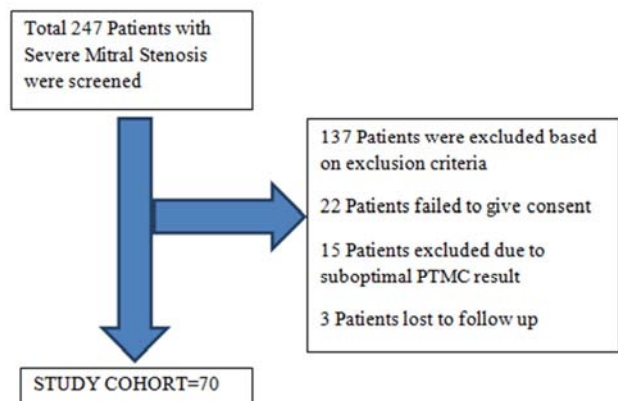 Total 247 Patients with
Severe Mitral Stenosis
were screened
137 Patients were excluded based
on exclusion criteria
22 Patients failed to give consent
15 Patients excluded due to
suboptimal PTMC result
3 Patients lost to follow up
STUDY COHORT=70